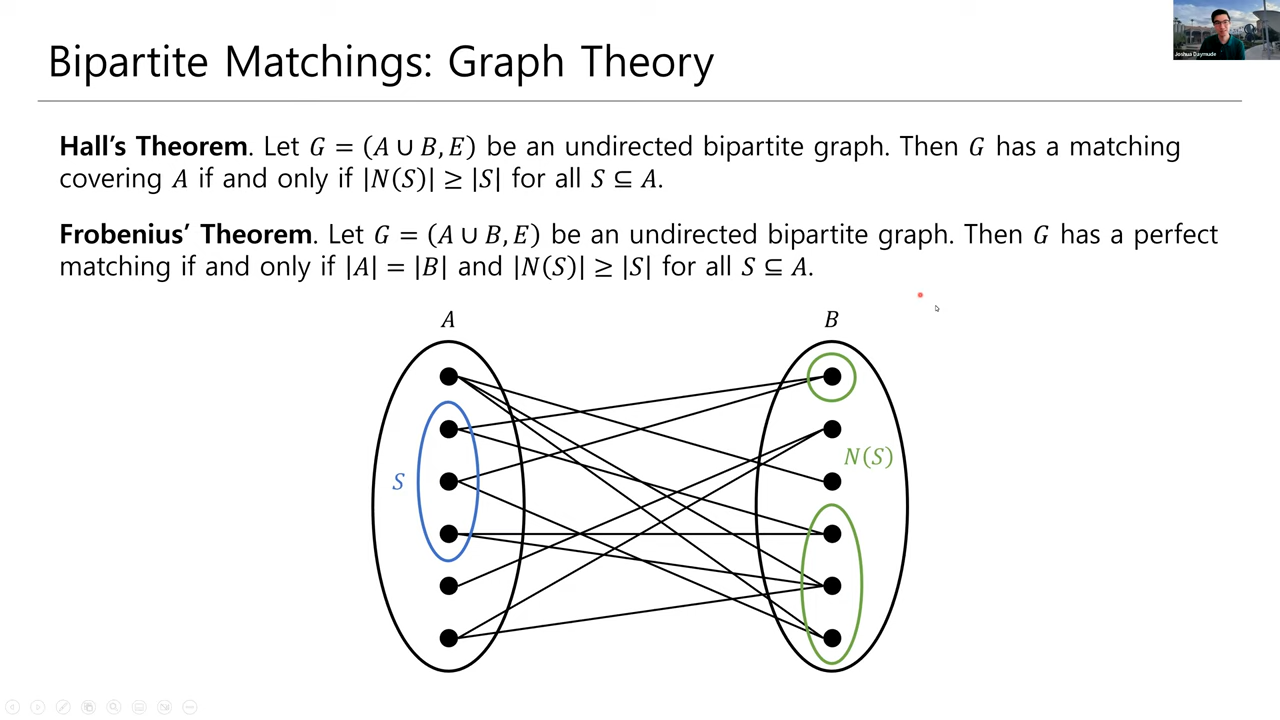 Joshua Daymude
Bipartite Matchings: Graph Theory
Hall’s Theorem. Let G = (A ∪ B, E) be an undirected bipartite graph. Then G has a matching
covering A if and only if |N(S)| ≥ |S| for all S ⊆ A.
Frobenius’ Theorem. Let G = (A ∪ B, E) be an undirected bipartite graph. Then G has a perfect
matching if and only if |A| = |B| and |N(S)| ≥ |S| for all S ⊆ A.
A
B
N(S)
S